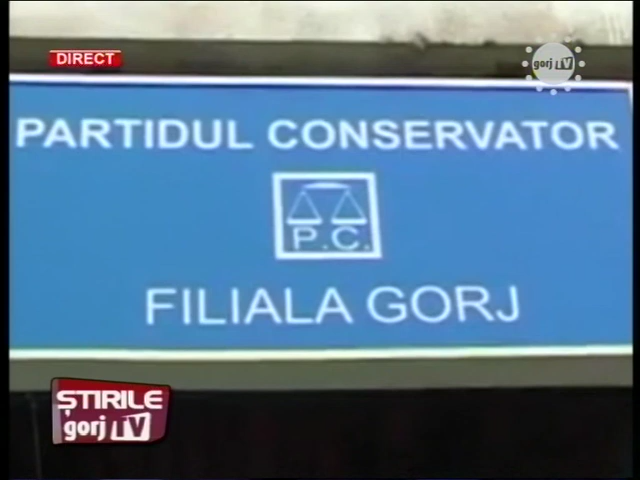 DIRECT
gorj TV
PARTIDUL CONSERVATOR
P.C.
FILIALA GORJ
ȘTIRILE
gorj TV